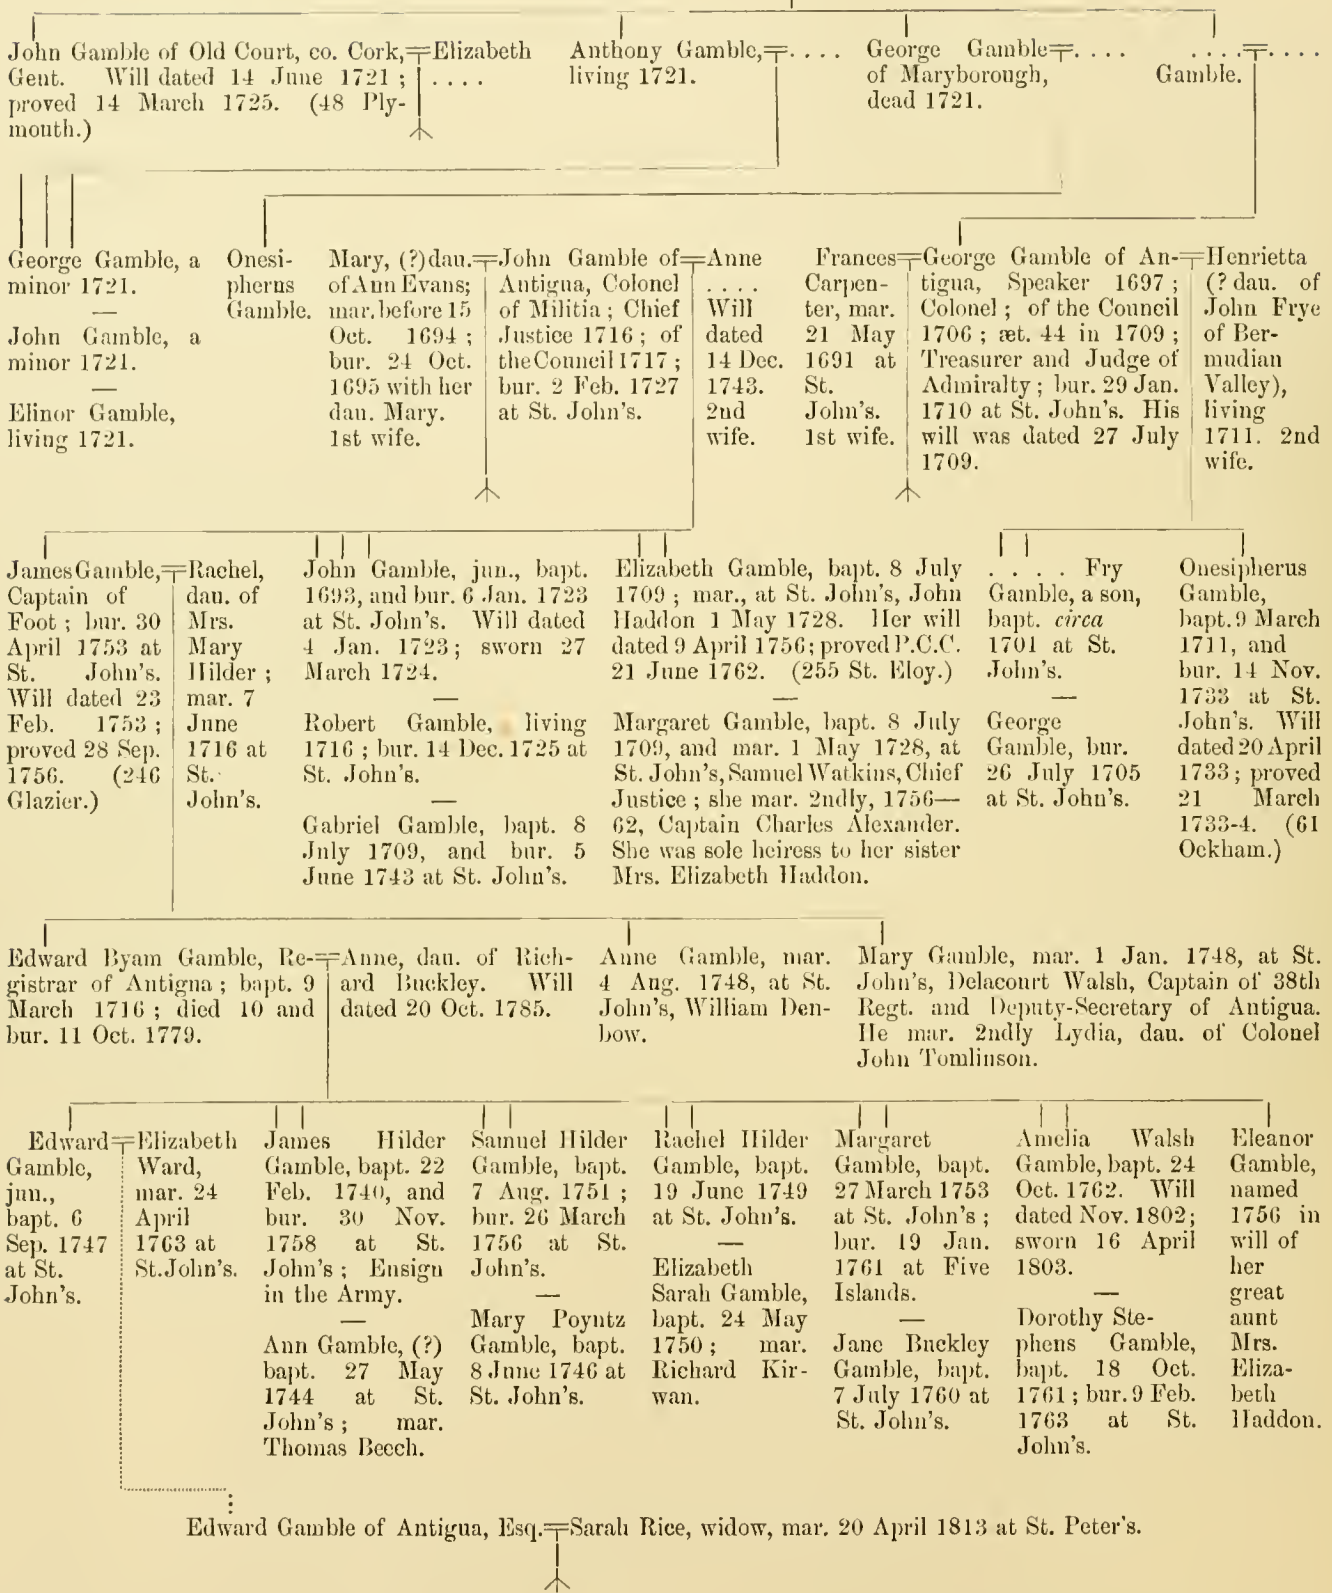 John Gamble of Old Court, co. Cork,=Elizabeth
Gent. Will dated 14 June 1721 ; . . . .
proved 14 March 1725. (48 Ply-
mouth.)
Anthony Gamble,= . . . .
living 1721.
George Gamble= . . . .
of Maryborough,
dead 1721.
. . . .= . . . .
Gamble.
George Gamble, a
minor 1721.
—
John Gamble, a
minor 1721.
—
Elinor Gamble,
living 1721.
Onesi-
pherus
Gamble.
Mary, (?) dau.=
of Ann Evans;
mar. before 15
Oct. 1694 ;
bur. 24 Oct.
1695 with her
dau. Mary.
1st wife.
John Gamble of=
Antigua, Colonel
of Militia ; Chief
Justice 1716 ; of
the Council 1717 ;
bur. 2 Feb. 1727
at St. John's.
Anne
. . . .
Will
dated
14 Dec.
1743.
2nd
wife.
Frances=
Carpen-
ter, mar.
21 May
1691 at
St.
John's.
1st wife.
George Gamble of An-=
tigua, Speaker 1697 ;
Colonel ; of the Council
1706 ; æt. 44 in 1709 ;
Treasurer and Judge of
Admiralty ; bur. 29 Jan.
1710 at St. John's. His
will was dated 27 July
1709.
Henrietta
(? dau. of
John Frye
of Ber-
mudian
Valley),
living
1711. 2nd
wife.
James Gamble,=
Captain of
Foot ; bur. 30
April 1753 at
St. John's.
Will dated 23
Feb. 1753 ;
proved 28 Sep.
1756. (246
Glazier.)
Rachel,
dau. of
Mrs.
Mary
Hilder ;
mar. 7
June
1716 at
St.
John's.
John Gamble, jun., bapt.
1693, and bur. 6 Jan. 1723
at St. John's. Will dated
4 Jan. 1723; sworn 27
March 1724.
—
Robert Gamble, living
1716 ; bur. 14 Dec. 1725 at
St. John's.
—
Gabriel Gamble, bapt. 8
July 1709, and bur. 5
June 1743 at St. John's.
Elizabeth Gamble, bapt. 8 July
1709 ; mar., at St. John's, John
Haddon 1 May 1728. Her will
dated 9 April 1756; proved P.C.C.
21 June 1762. (255 St. Eloy.)
—
Margaret Gamble, bapt. 8 July
1709, and mar. 1 May 1728, at
St. John's, Samuel Watkins, Chief
Justice ; she mar. 2ndly, 1756—
62, Captain Charles Alexander.
She was sole heiress to her sister
Mrs. Elizabeth Haddon.
. . . . Fry
Gamble, a son,
bapt. circa
1701 at St.
John's.
—
George
Gamble, bur.
26 July 1705
at St. John's.
Onesipherus
Gamble,
bapt. 9 March
1711, and
bur. 14 Nov.
1733 at St.
John's. Will
dated 20 April
1733 ; proved
21 March
1733-4. (61
Ockham.)
Edward Byam Gamble, Re-=
gistrar of Antigua ; bapt. 9
March 1716 ; died 10 and
bur. 11 Oct. 1779.
Anne, dau. of Rich-
ard Buckley. Will
dated 20 Oct. 1785.
Anne Gamble, mar.
4 Aug. 1748, at St.
John's, William Den-
bow.
Mary Gamble, mar. 1 Jan. 1748, at St.
John's, Delacourt Walsh, Captain of 38th
Regt. and Deputy-Secretary of Antigua.
He mar. 2ndly Lydia, dau. of Colonel
John Tomlinson.
Edward=
Gamble,
jun.,
bapt. 6
Sep. 1747
at St.
John's.
Elizabeth
Ward,
mar. 24
April
1763 at
St. John's.
James Hilder
Gamble, bapt. 22
Feb. 1740, and
bur. 30 Nov.
1758 at St.
John's ; Ensign
in the Army.
—
Ann Gamble, (?)
bapt. 27 May
1744 at St.
John's ; mar.
Thomas Beech.
Samuel Hilder
Gamble, bapt.
7 Aug. 1751 ;
bur. 26 March
1756 at St.
John's.
—
Mary Poyntz
Gamble, bapt.
8 June 1746 at
St. John's.
Rachel Hilder
Gamble, bapt.
19 June 1749
at St. John's.
—
Elizabeth
Sarah Gamble,
bapt. 24 May
1750 ; mar.
Richard Kir-
wan.
Margaret
Gamble, bapt.
27 March 1753
at St. John's ;
bur. 19 Jan.
1761 at Five
Islands.
—
Jane Buckley
Gamble, bapt.
7 July 1760 at
St. John's.
Amelia Walsh
Gamble, bapt. 24
Oct. 1762. Will
dated Nov. 1802;
sworn 16 April
1803.
—
Dorothy Ste-
phens Gamble,
bapt. 18 Oct.
1761 ; bur. 9 Feb.
1763 at St.
John's.
Eleanor
Gamble,
named
1756 in
will of
her
great
aunt
Mrs.
Eliza-
beth
Haddon.
Edward Gamble of Antigua, Esq.=Sarah Rice, widow, mar. 20 April 1813 at St. Peter's.